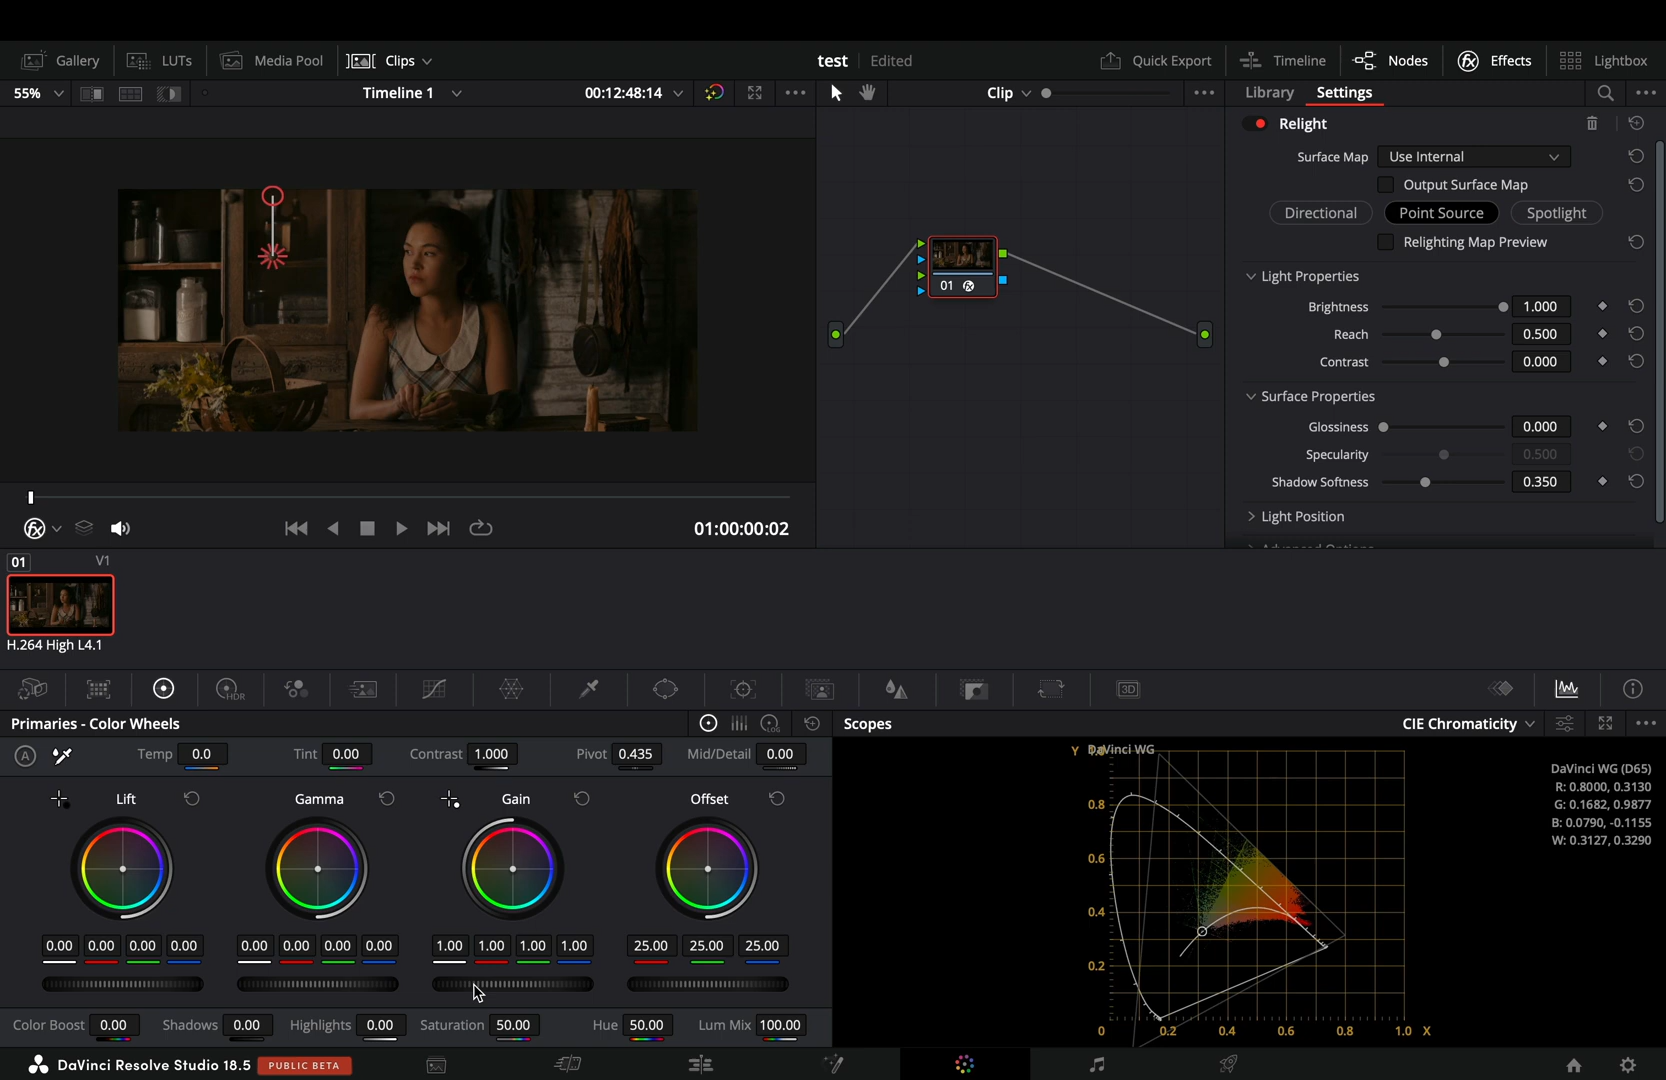 Gallery LUTs Media Pool Clips test Edited Quick Export Timeline Nodes Effects Lightbox
55% Timeline 1 00:12:48:14 Clip Library Settings
Relight
Surface Map Use Internal
Output Surface Map
Directional Point Source Spotlight
Relighting Map Preview
Light Properties
Brightness 1.000
Reach 0.500
Contrast 0.000
Surface Properties
Glossiness 0.000
Specularity 0.500
Shadow Softness 0.350
Light Position
Advanced Options
01
01:00:00:02
01 V1
H.264 High L4.1
HDR
3D
Primaries - Color Wheels
LOG
Scopes CIE Chromaticity
A Temp 0.0 Tint 0.00 Contrast 1.000 Pivot 0.435 Mid/Detail 0.00
Lift Gamma Gain Offset
0.00 0.00 0.00 0.00 0.00 0.00 0.00 0.00 1.00 1.00 1.00 1.00 25.00 25.00 25.00
Color Boost 0.00 Shadows 0.00 Highlights 0.00 Saturation 50.00 Hue 50.00 Lum Mix 100.00
Y DaVinci WG
0.8
0.6
0.4
0.2
0 0.2 0.4 0.6 0.8 1.0 X
DaVinci WG (D65)
R: 0.8000, 0.3130
G: 0.1682, 0.9877
B: 0.0790, -0.1155
W: 0.3127, 0.3290
DaVinci Resolve Studio 18.5 PUBLIC BETA